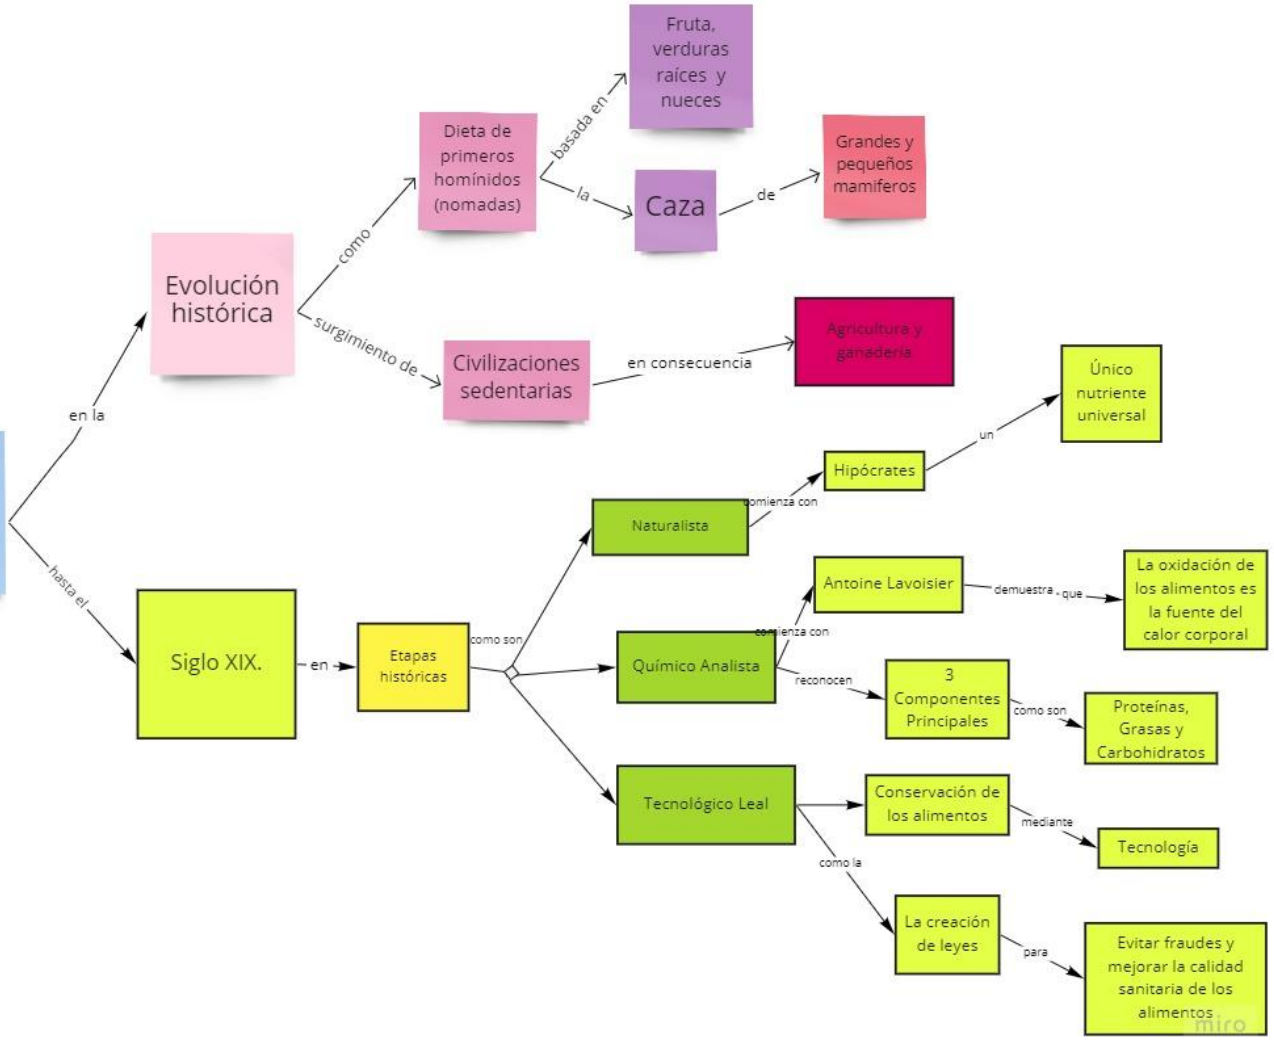 Fruta,
verduras
raíces y
nueces
basada en
Dieta de
primeros
homínidos
(nomadas)
la
Caza
de
Grandes y
pequeños
mamiferos
como
Evolución
histórica
surgimiento de
Civilizaciones
sedentarias
en consecuencia
Agricultura y
ganadería
en la
hasta el
Siglo XIX.
en
Etapas
históricas
como son
Naturalista
comienza con
Hipócrates
un
Único
nutriente
universal
Químico Analista
comienza con
Antoine Lavoisier
demuestra que
La oxidación de
los alimentos es
la fuente del
calor corporal
reconocen
3
Componentes
Principales
como son
Proteínas,
Grasas y
Carbohidratos
Tecnológico Leal
Conservación de
los alimentos
mediante
Tecnología
como la
La creación
de leyes
para
Evitar fraudes y
mejorar la calidad
sanitaria de los
alimentos
miro